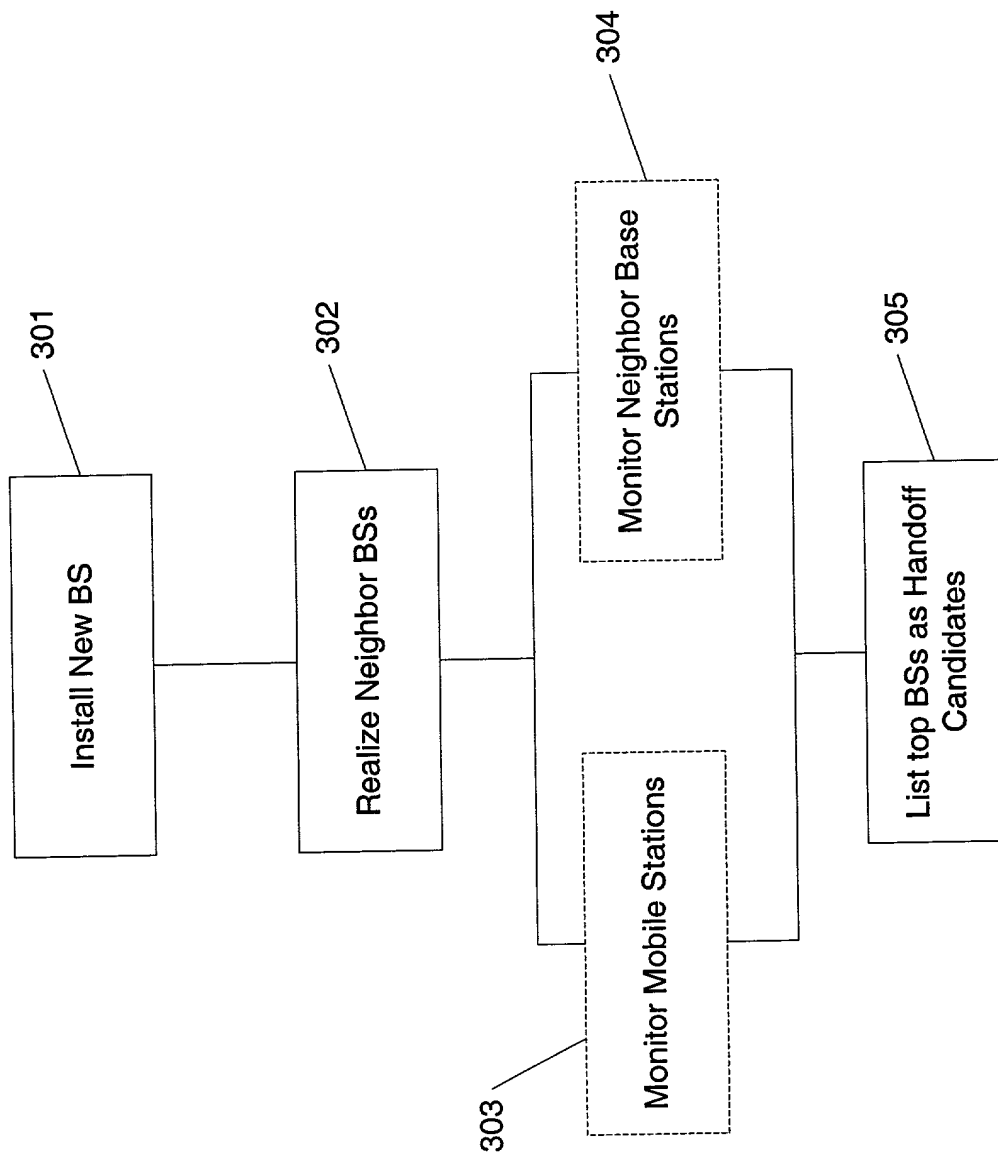 Install New BS
301
Realize Neighbor BSs
302
Monitor Mobile Stations
303
Monitor Neighbor Base
Stations
304
List top BSs as Handoff
Candidates
305